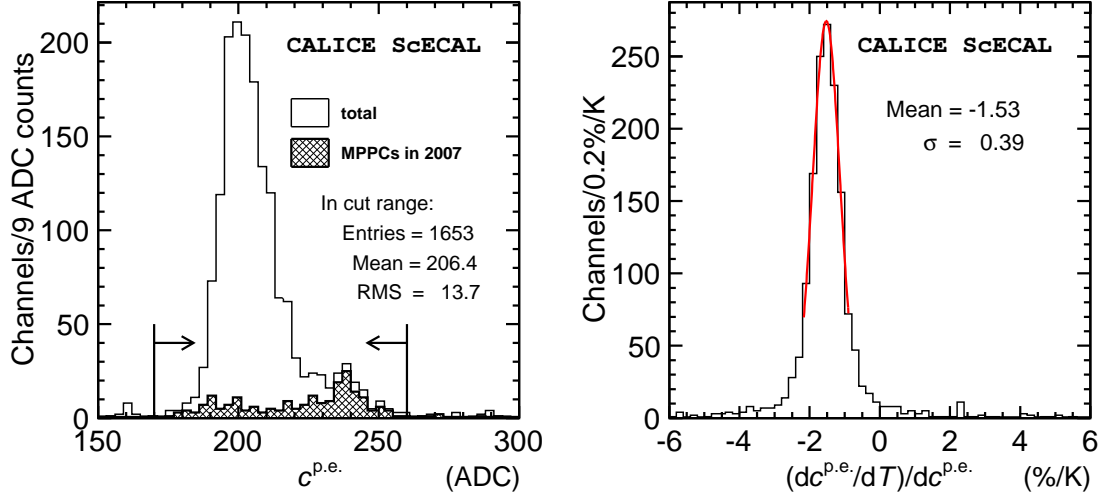 Channels/9 ADC counts
200
150
100
50
0
CALICE ScECAL
total
MPPCs in 2007
In cut range:
Entries = 1653
Mean = 206.4
RMS = 13.7
150 200 250 300
c^p.e. (ADC)
Channels/0.2%/K
250
200
150
100
50
0
CALICE ScECAL
Mean = -1.53
σ = 0.39
-6 -4 -2 0 2 4 6
(dc^p.e./dT)/dc^p.e. (%/K)